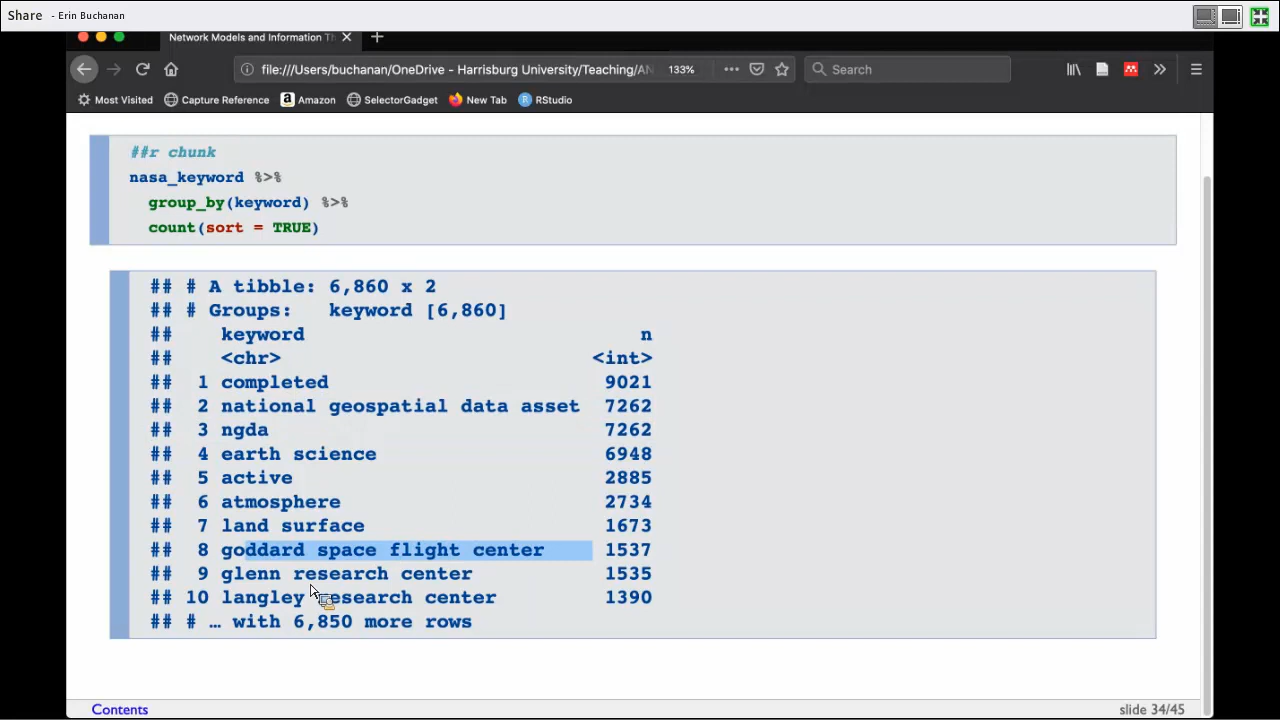 Share - Erin Buchanan
Network Models and Information Th
file:///Users/buchanan/OneDrive - Harrisburg University/Teaching/AN 133% Search
Most Visited Capture Reference Amazon SelectorGadget New Tab RStudio
##r chunk
nasa_keyword %>%
group_by(keyword) %>%
count(sort = TRUE)
## # A tibble: 6,860 x 2
## # Groups: keyword [6,860]
## keyword n
## <chr> <int>
## 1 completed 9021
## 2 national geospatial data asset 7262
## 3 ngda 7262
## 4 earth science 6948
## 5 active 2885
## 6 atmosphere 2734
## 7 land surface 1673
## 8 goddard space flight center 1537
## 9 glenn research center 1535
## 10 langley research center 1390
## # … with 6,850 more rows
Contents slide 34/45